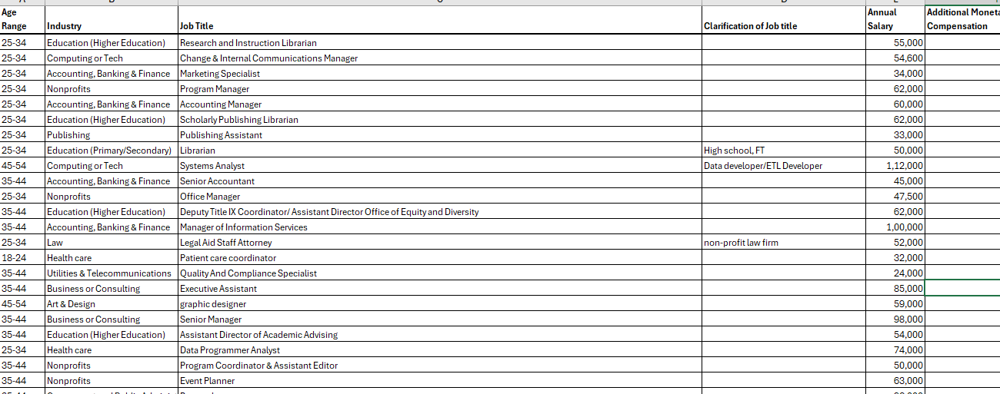 Age Range	Industry	Job Title	Clarification of Job title	Annual Salary	Additional Moneta Compensation
25-34	Education (Higher Education)	Research and Instruction Librarian		55,000
25-34	Computing or Tech	Change & Internal Communications Manager		54,600
25-34	Accounting, Banking & Finance	Marketing Specialist		34,000
25-34	Nonprofits	Program Manager		62,000
25-34	Accounting, Banking & Finance	Accounting Manager		60,000
25-34	Education (Higher Education)	Scholarly Publishing Librarian		62,000
25-34	Publishing	Publishing Assistant		33,000
25-34	Education (Primary/Secondary)	Librarian	High school, FT	50,000
45-54	Computing or Tech	Systems Analyst	Data developer/ETL Developer	1,12,000
35-44	Accounting, Banking & Finance	Senior Accountant		45,000
25-34	Nonprofits	Office Manager		47,500
35-44	Education (Higher Education)	Deputy Title IX Coordinator/ Assistant Director Office of Equity and Diversity		62,000
35-44	Accounting, Banking & Finance	Manager of Information Services		1,00,000
25-34	Law	Legal Aid Staff Attorney	non-profit law firm	52,000
18-24	Health care	Patient care coordinator		32,000
35-44	Utilities & Telecommunications	Quality And Compliance Specialist		24,000
35-44	Business or Consulting	Executive Assistant		85,000
45-54	Art & Design	graphic designer		59,000
35-44	Business or Consulting	Senior Manager		98,000
35-44	Education (Higher Education)	Assistant Director of Academic Advising		54,000
25-34	Health care	Data Programmer Analyst		74,000
35-44	Nonprofits	Program Coordinator & Assistant Editor		50,000
35-44	Nonprofits	Event Planner		63,000